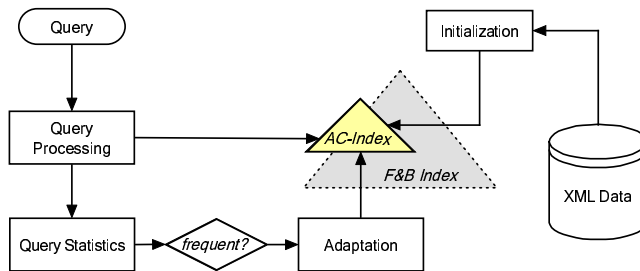 Query
Initialization
Query
Processing
AC-Index
F&B Index
XML Data
Query Statistics
frequent?
Adaptation